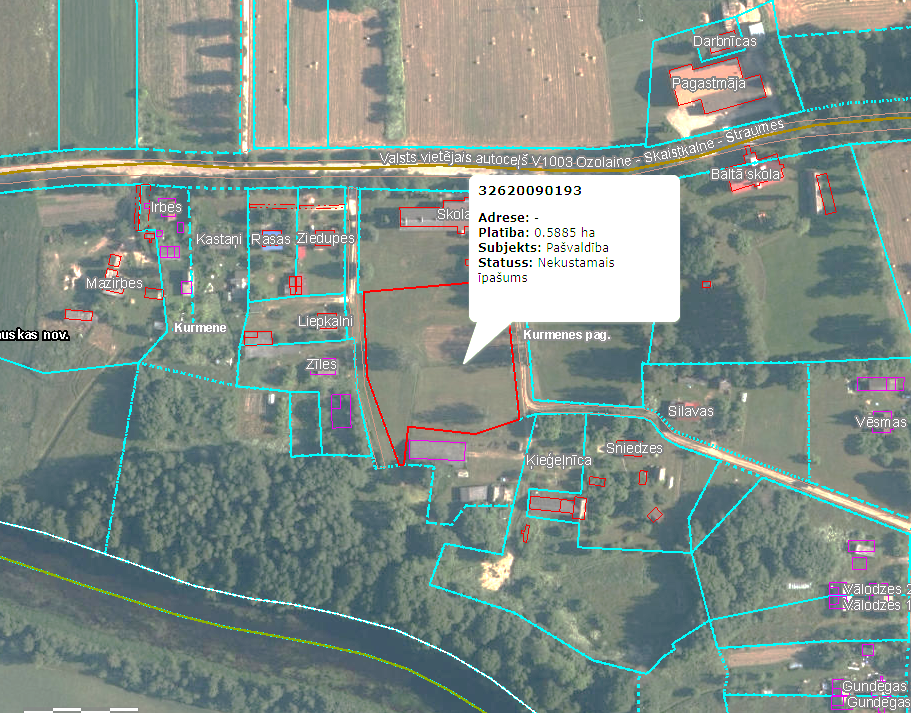 Darbnīcas
Pagastmāja
Valsts vietējais autoceļš V1003 Ozolaine - Skaistkalne - Straumes
Baltā skola
32620090193
Adrese: -
Platība: 0.5885 ha
Subjekts: Pašvaldība
Statuss: Nekustamais
īpašums
Irbes
Skola
Kastaņi
Rasas
Ziedupes
Mazirbes
Liepkalni
Kurmene
auskas nov.
Kurmenes pag.
Zīles
Silavas
Vēsmas
Sniedzes
Ķieģeļnīca
Vālodzes 2
Vālodzes 1
Gundegas
"Gundegas